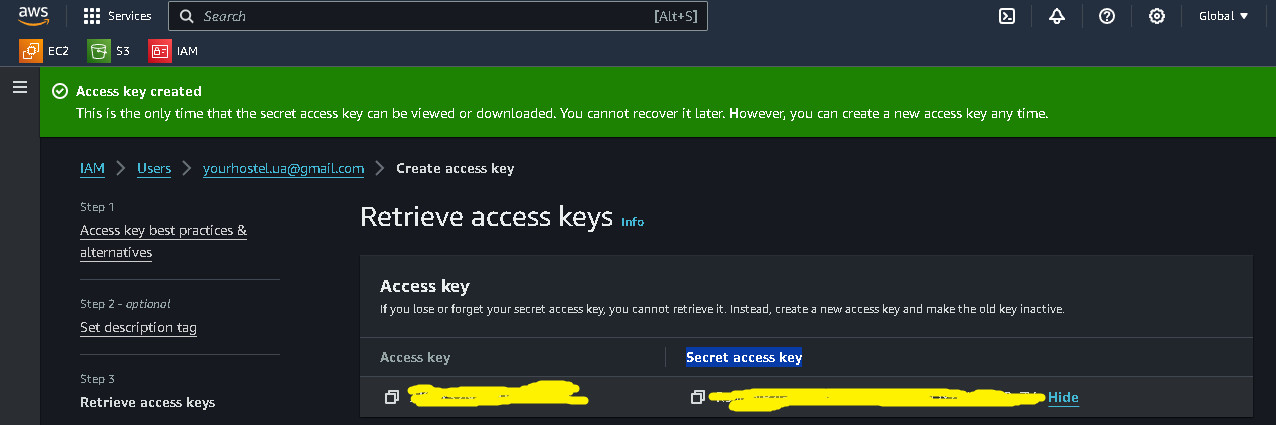 aws
Services
Search
[Alt+S]
Global
EC2
S3
IAM
Access key created
This is the only time that the secret access key can be viewed or downloaded. You cannot recover it later. However, you can create a new access key any time.
IAM
Users
yourhostel.ua@gmail.com
Create access key
Step 1
Access key best practices &
alternatives
Step 2 - optional
Set description tag
Step 3
Retrieve access keys
Retrieve access keys Info
Access key
If you lose or forget your secret access key, you cannot retrieve it. Instead, create a new access key and make the old key inactive.
Access key
Secret access key
Hide